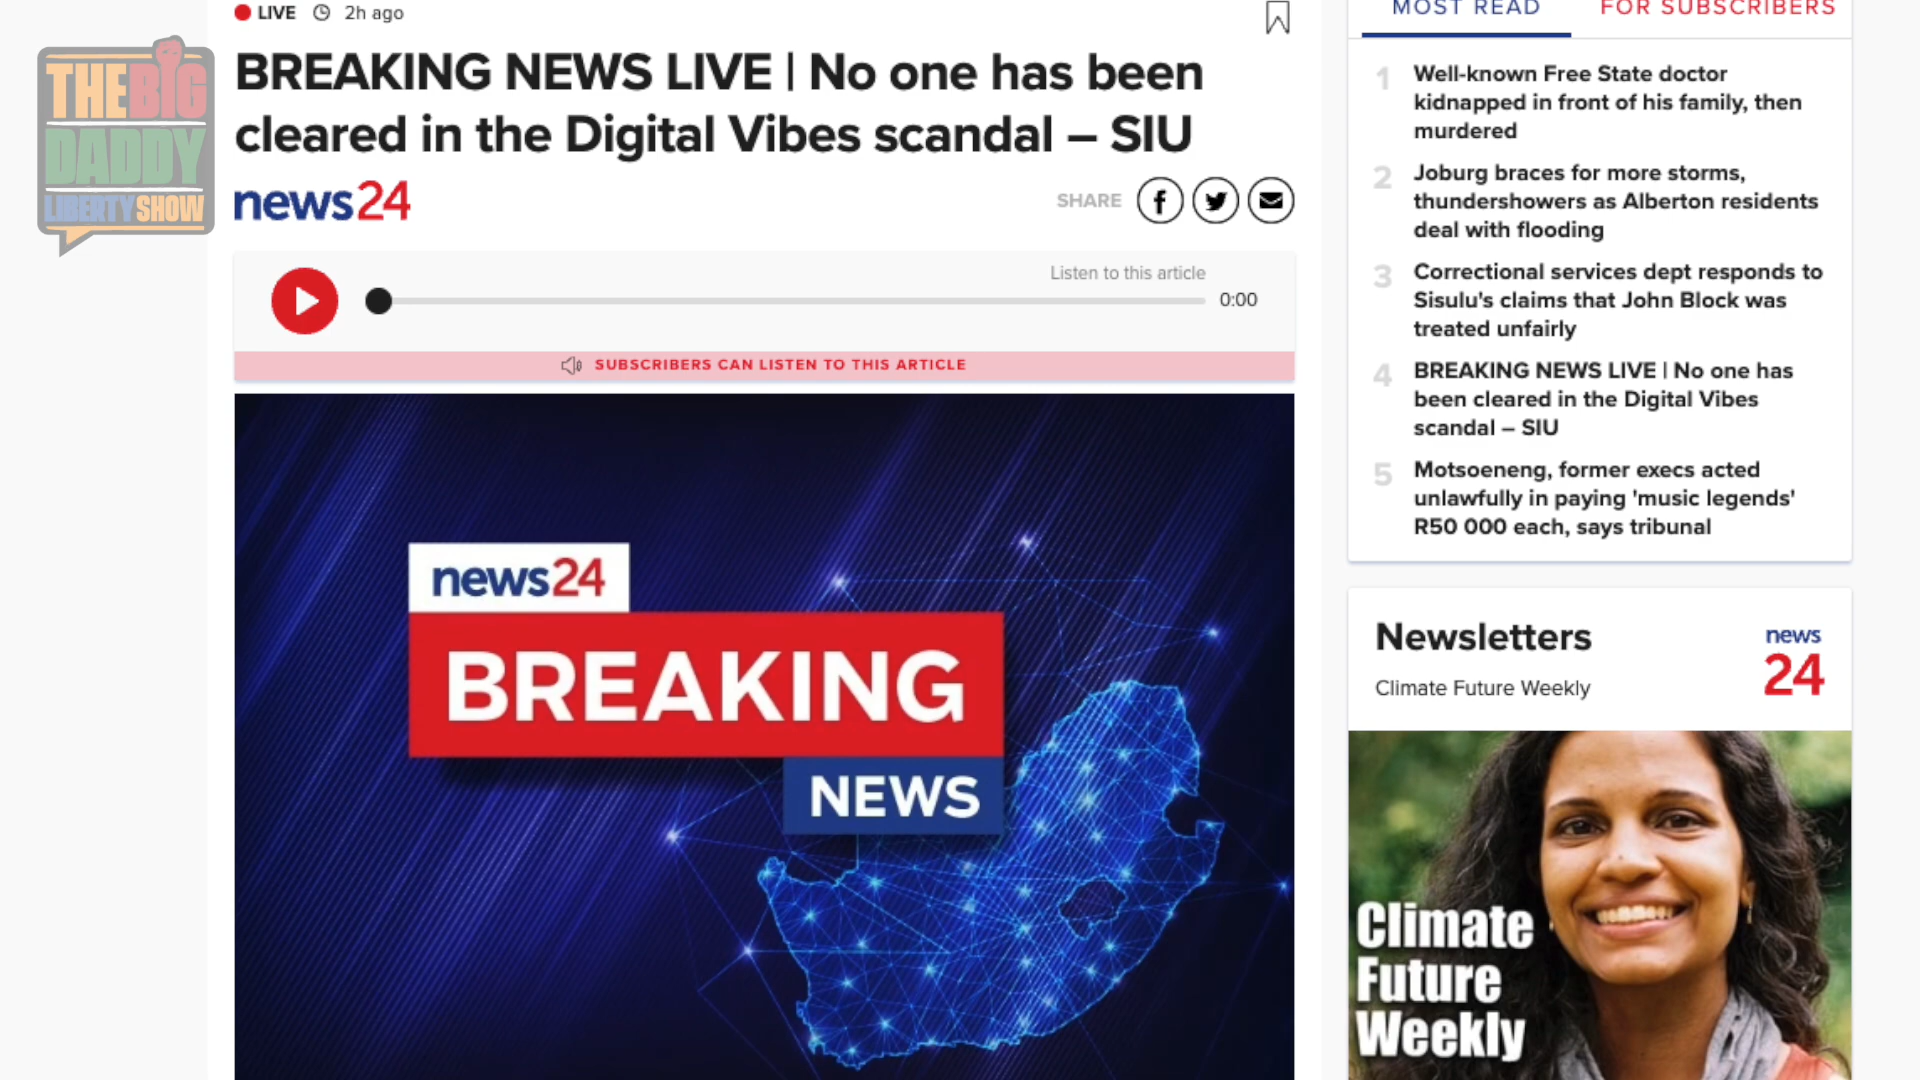 LIVE 2h ago
BREAKING NEWS LIVE | No one has been
cleared in the Digital Vibes scandal – SIU
news24
SHARE
Listen to this article
0:00
SUBSCRIBERS CAN LISTEN TO THIS ARTICLE
news24
BREAKING
NEWS
THE BIG
DADDY
LIBERTY SHOW
MOST READ
FOR SUBSCRIBERS
1
Well-known Free State doctor
kidnapped in front of his family, then
murdered
2
Joburg braces for more storms,
thundershowers as Alberton residents
deal with flooding
3
Correctional services dept responds to
Sisulu's claims that John Block was
treated unfairly
4
BREAKING NEWS LIVE | No one has
been cleared in the Digital Vibes
scandal – SIU
5
Motsoeneng, former execs acted
unlawfully in paying 'music legends'
R50 000 each, says tribunal
Newsletters
Climate Future Weekly
news
24
Climate
Future
Weekly